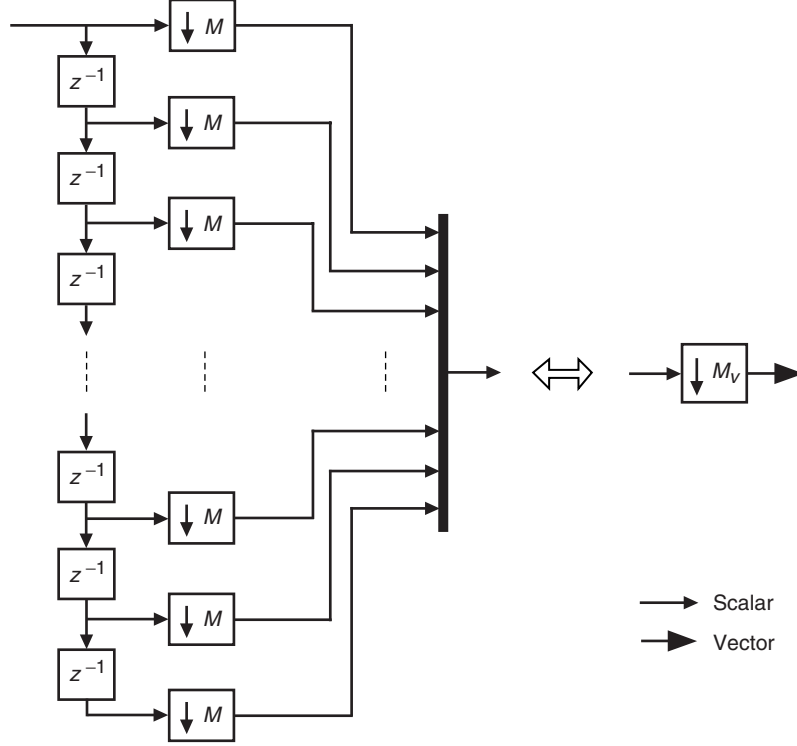 ↓ M
z⁻¹
↓ M
z⁻¹
↓ M
z⁻¹
↓ M_v
z⁻¹
↓ M
z⁻¹
↓ M
z⁻¹
↓ M
Scalar
Vector